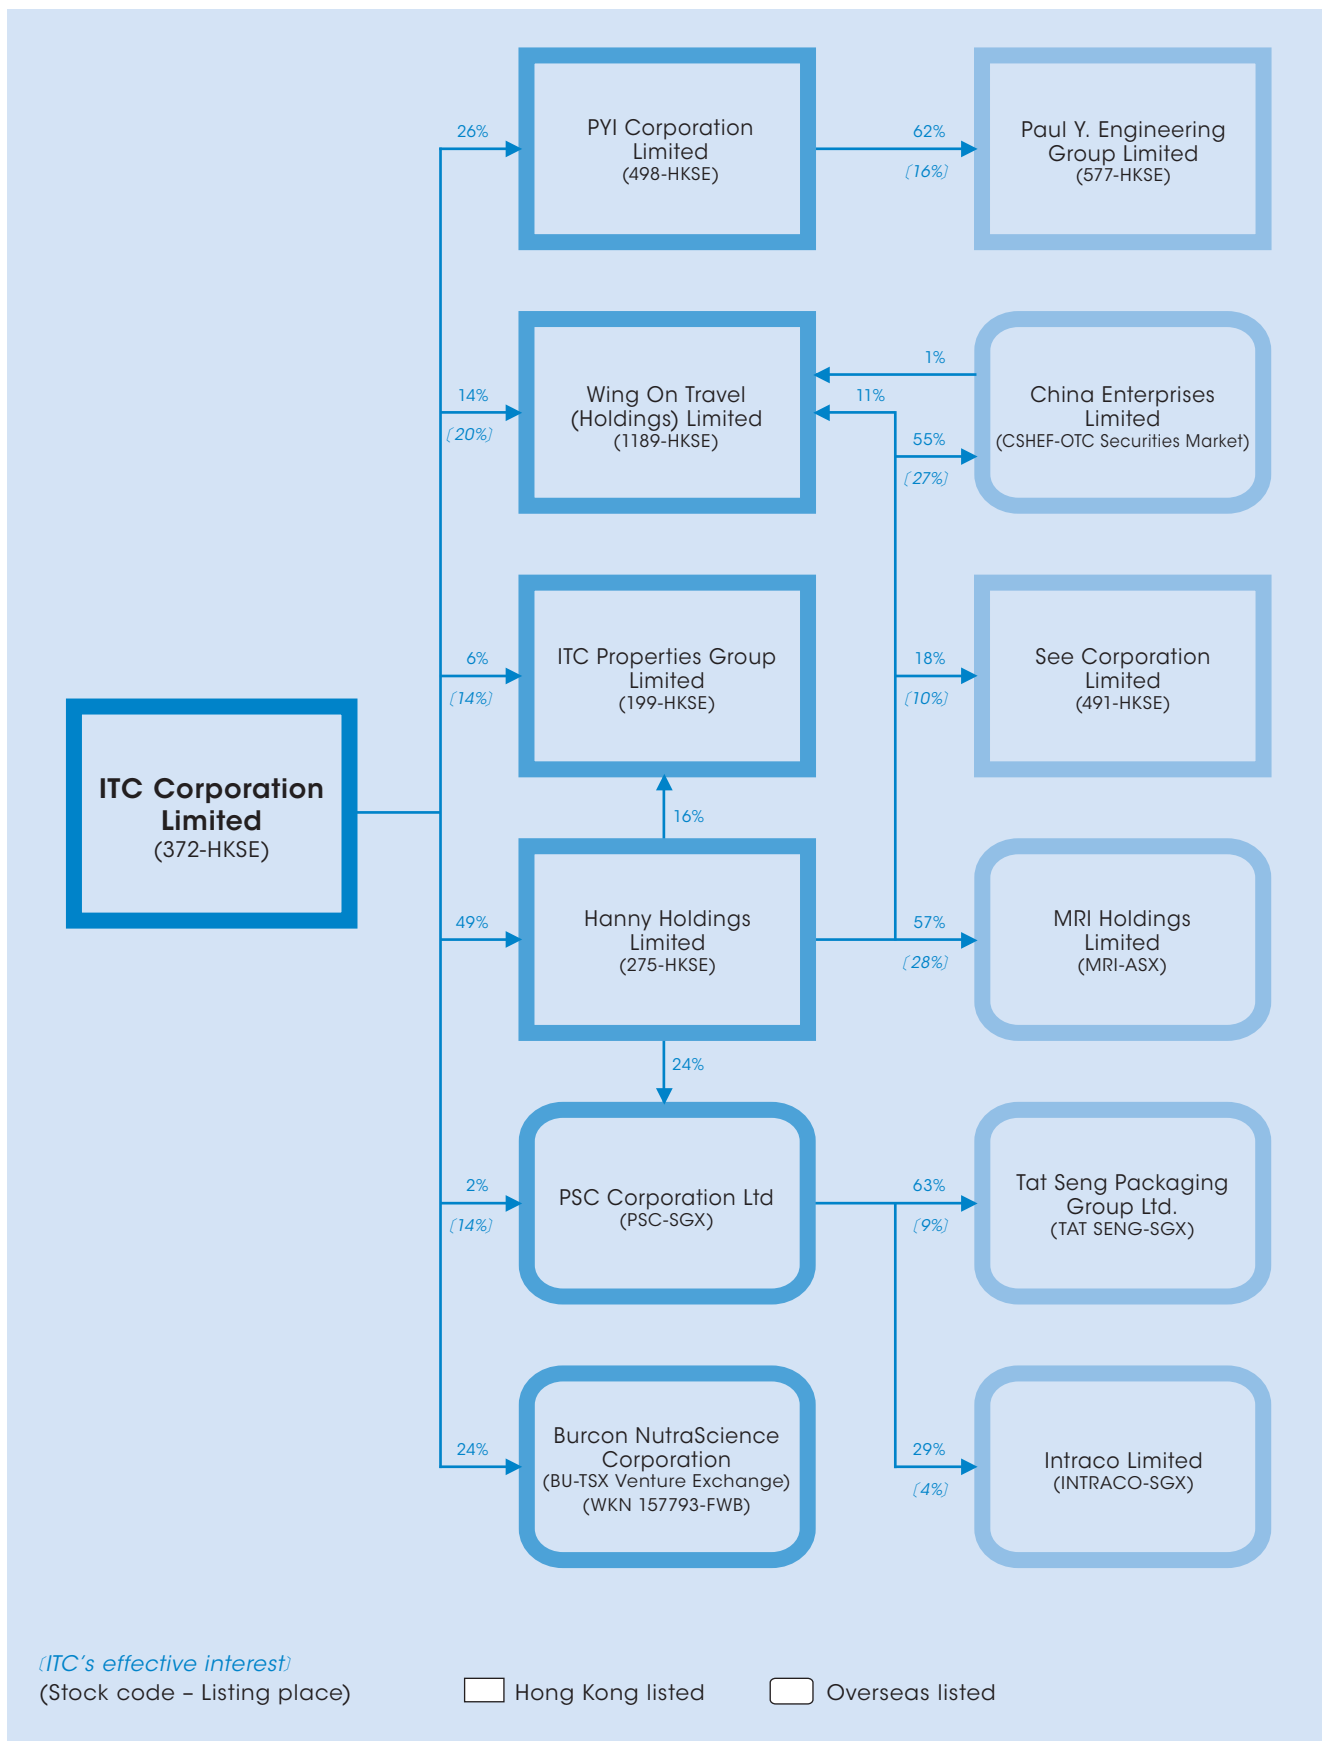 26%
PYI Corporation
Limited
(498-HKSE)
62%
(16%)
Paul Y. Engineering
Group Limited
(577-HKSE)
14%
(20%)
Wing On Travel
(Holdings) Limited
(1189-HKSE)
1%
11%
55%
(27%)
China Enterprises
Limited
(CSHEF-OTC Securities Market)
6%
(14%)
ITC Properties Group
Limited
(199-HKSE)
18%
(10%)
See Corporation
Limited
(491-HKSE)
ITC Corporation
Limited
(372-HKSE)
16%
49%
Hanny Holdings
Limited
(275-HKSE)
57%
(28%)
MRI Holdings
Limited
(MRI-ASX)
24%
2%
(14%)
PSC Corporation Ltd
(PSC-SGX)
63%
(9%)
Tat Seng Packaging
Group Ltd.
(TAT SENG-SGX)
24%
Burcon NutraScience
Corporation
(BU-TSX Venture Exchange)
(WKN 157793-FWB)
29%
(4%)
Intraco Limited
(INTRACO-SGX)
(ITC's effective interest)
(Stock code – Listing place)
Hong Kong listed
Overseas listed